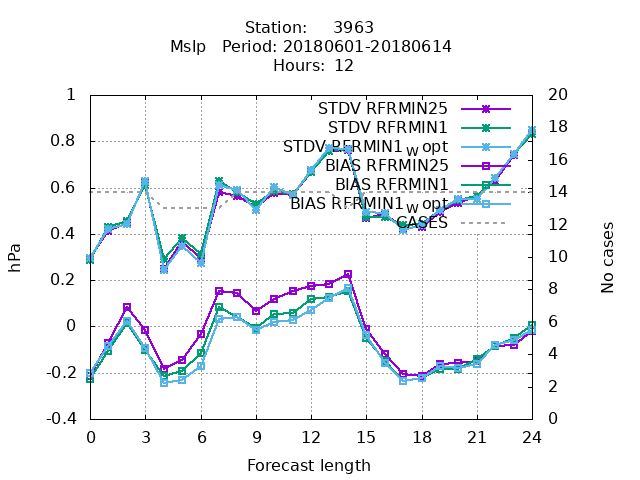 Station: 3963
Mslp Period: 20180601-20180614
Hours: 12
1
0.8
0.6
0.4
0.2
0
-0.2
-0.4
hPa
20
18
16
14
12
10
8
6
4
2
0
No cases
STDV RFRMIN25
STDV RFRMIN1
STDV RFRMIN1w opt
BIAS RFRMIN25
BIAS RFRMIN1
BIAS RFRMIN1w opt
CASES
0 3 6 9 12 15 18 21 24
Forecast length